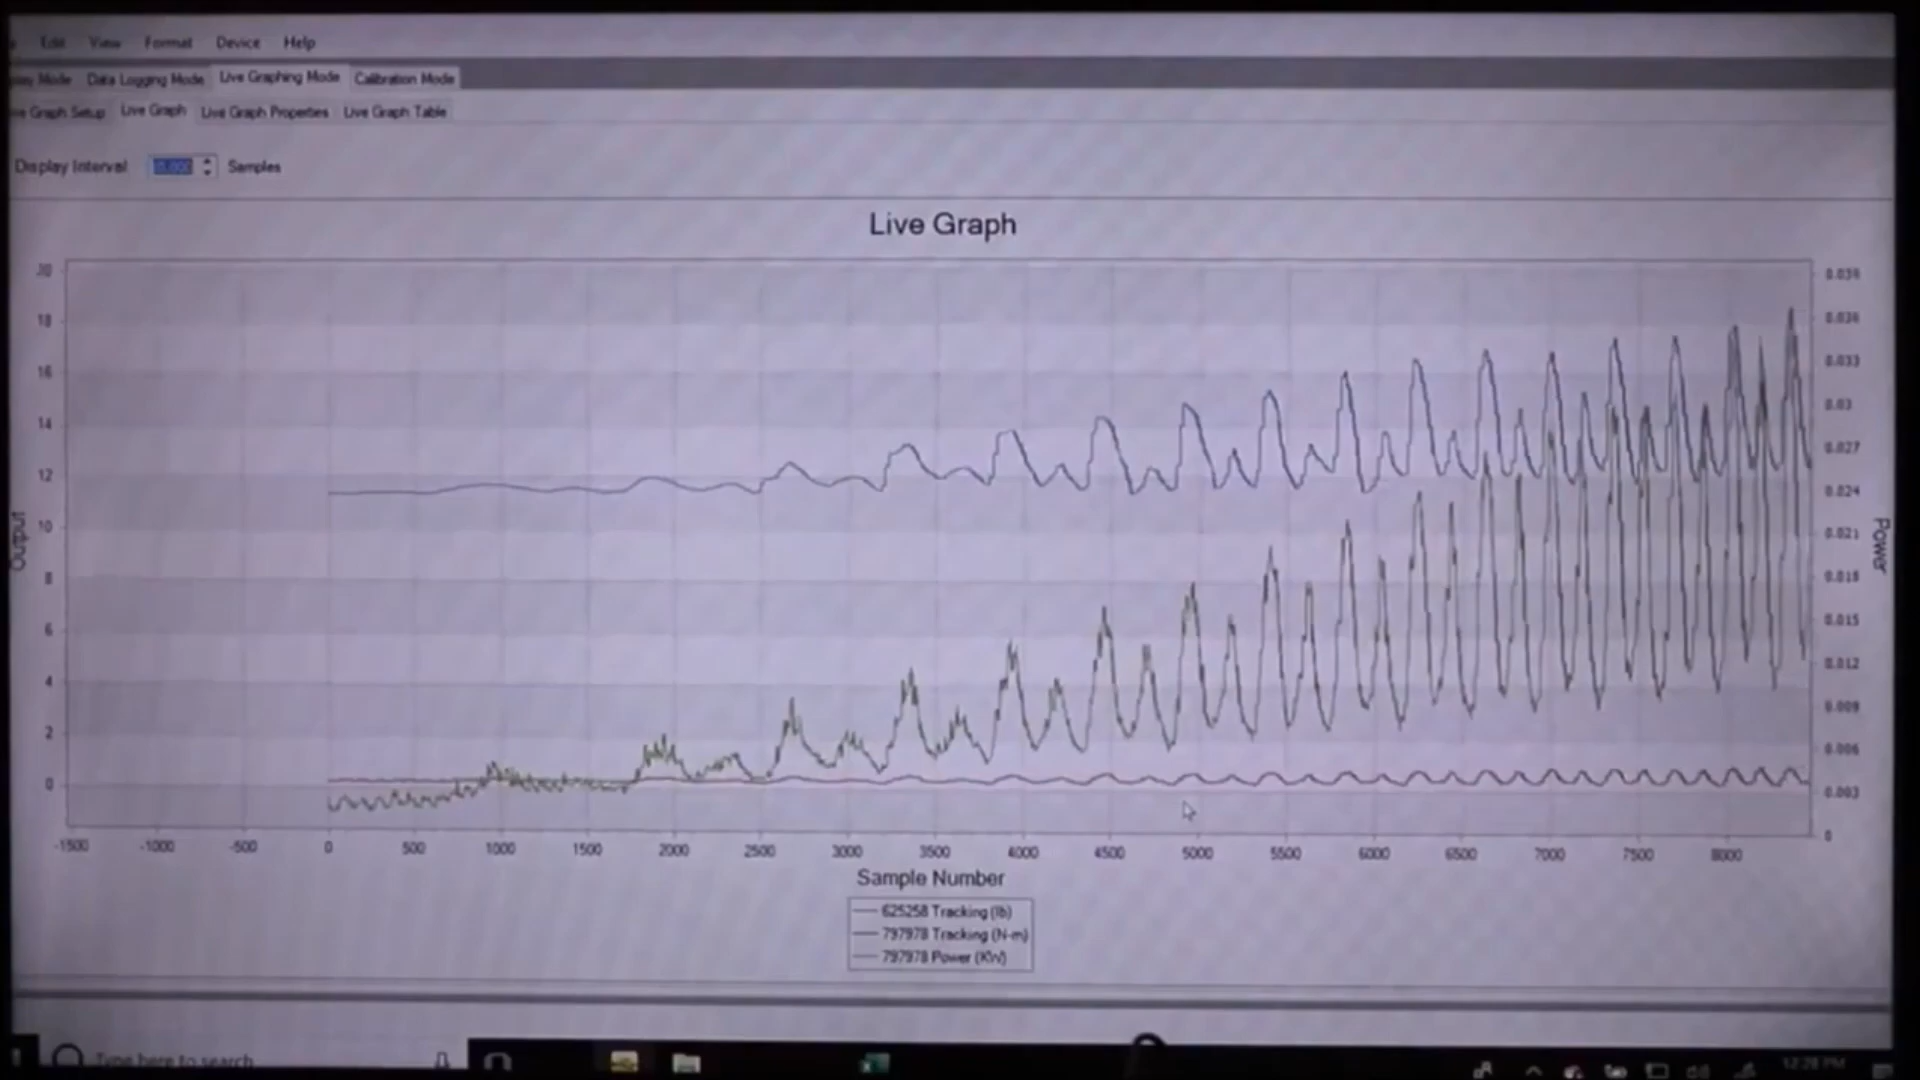 Edit View Format Device Help
Mode Data Logging Mode Live Graphing Mode Calibration Mode
Graph Setup Live Graph Live Graph Properties Live Graph Table
Display Interval Samples
Live Graph
20 0.039
18 0.036
16 0.033
14 0.03
12 0.027
10 0.024
8 0.021
6 0.018
4 0.015
2 0.012
0 0.009
0.006
0.003
0
Output
Power
-1500 -1000 -500 0 500 1000 1500 2000 2500 3000 3500 4000 4500 5000 5500 6000 6500 7000 7500 8000
Sample Number
625258 Tracking (lb)
797978 Tracking (N-m)
797978 Power (KW)
Type here to search
12:28 PM